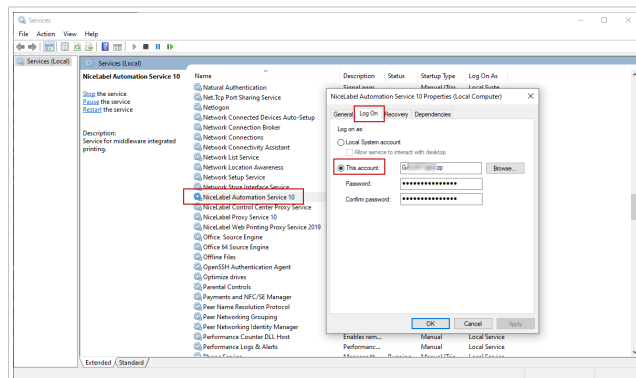 Services
File Action View Help
Services (Local)
Services (Local)
NiceLabel Automation Service 10
Stop the service
Pause the service
Restart the service
Description:
Service for middleware integrated
printing.
Name Description Status Startup Type Log On As
Natural Authentication
Net.Tcp Port Sharing Service
Netlogon
Network Connected Devices Auto-Setup
Network Connection Broker
Network Connections
Network Connectivity Assistant
Network List Service
Network Location Awareness
Network Setup Service
Network Store Interface Service
NiceLabel Automation Service 10
NiceLabel Control Center Proxy Service
NiceLabel Proxy Service 10
NiceLabel Web Printing Proxy Service 2019
Office Source Engine
Office 64 Source Engine
Offline Files
OpenSSH Authentication Agent
Optimize drives
Parental Controls
Payments and NFC/SE Manager
Peer Name Resolution Protocol
Peer Networking Grouping
Peer Networking Identity Manager
Performance Counter DLL Host Enables rem... Manual Local Service
Performance Logs & Alerts Performanc... Manual Local Service
NiceLabel Automation Service 10 Properties (Local Computer)
General Log On Recovery Dependencies
Log on as:
Local System account
Allow service to interact with desktop
This account: Browse...
Password:
Confirm password:
OK Cancel Apply
Extended Standard